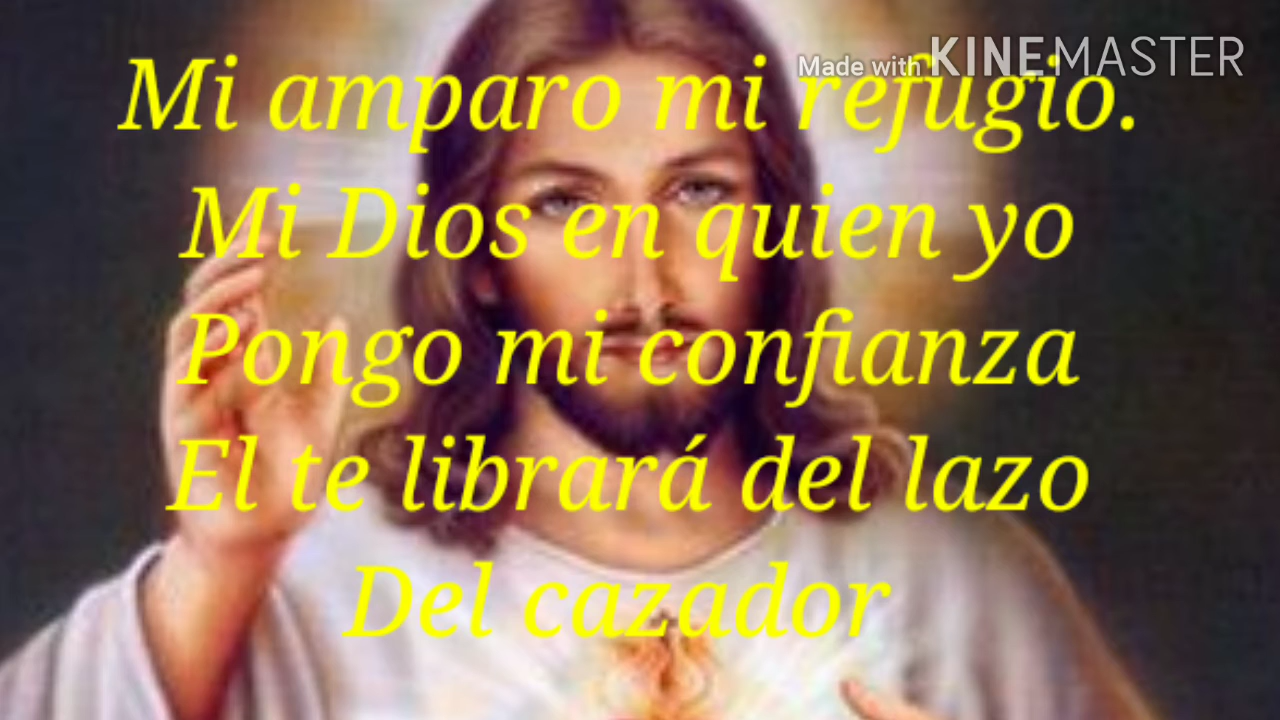 Made with KINEMASTER
Mi amparo mi refugio.
Mi Dios en quien yo
Pongo mi confianza
El te librará del lazo
Del cazador